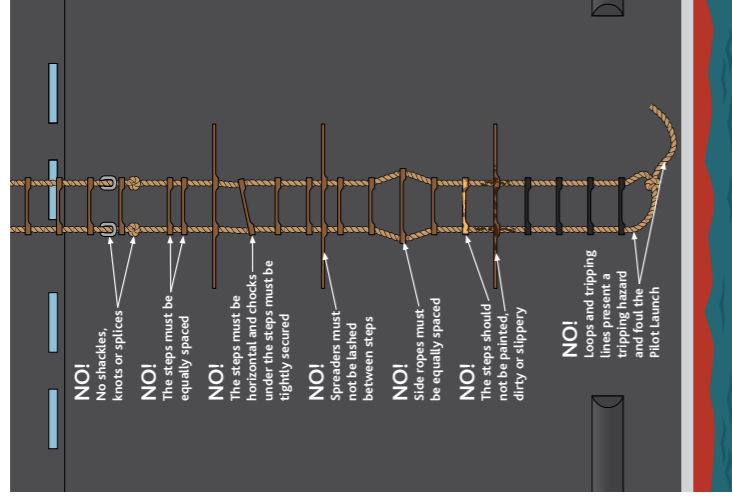 NO!
No shackles,
knots or splices
NO!
The steps must be
equally spaced
NO!
The steps must be
horizontal and chocks
under the steps must be
tightly secured
NO!
Spreaders must
not be lashed
between steps
NO!
Side ropes must
be equally spaced
NO!
The steps should
not be painted,
dirty or slippery
NO!
Loops and tripping
lines present a
tripping hazard
and foul the
Pilot Launch